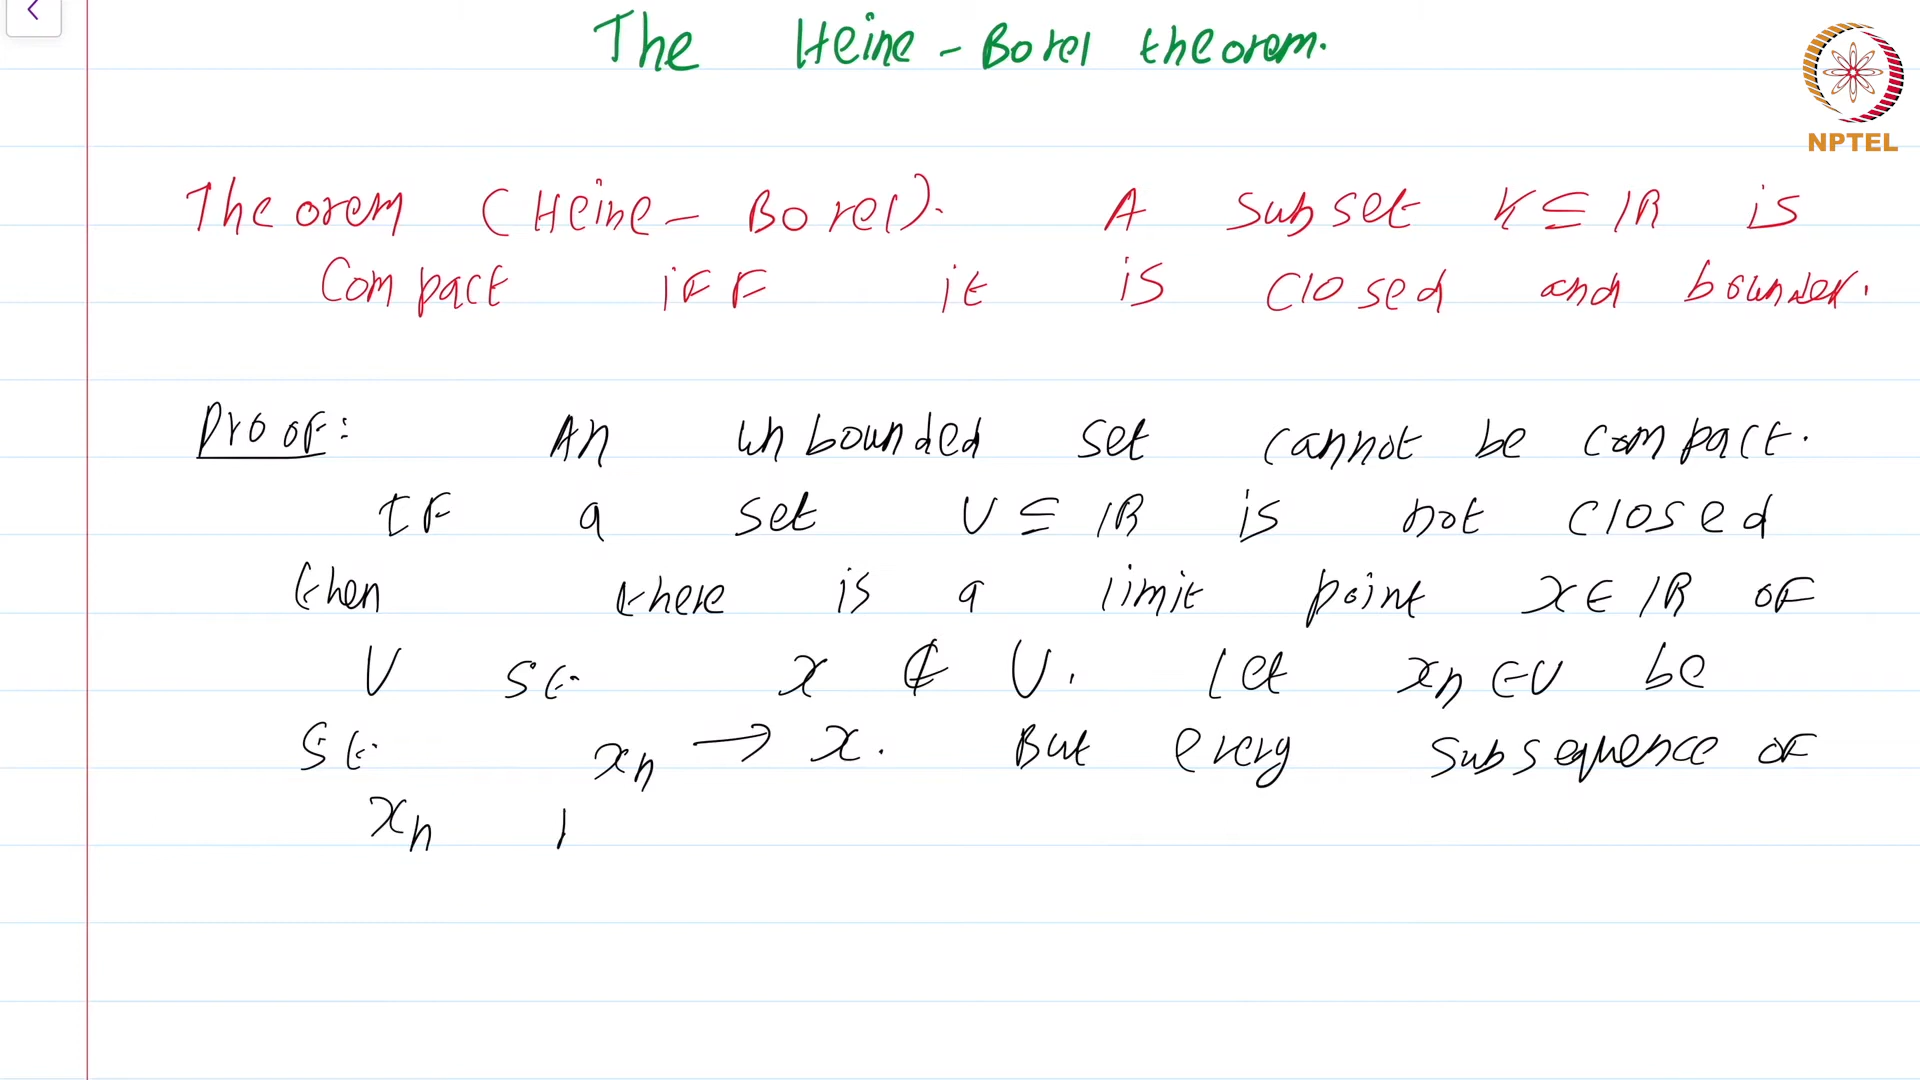 The Heine-Borel theorem.
NPTEL
Theorem (Heine-Borel). A subset K ⊆ ℝ is
compact iff it is closed and bounded.
Proof: An unbounded set cannot be compact.
If a set U ⊆ ℝ is not closed
then there is a limit point x ∈ ℝ of
U st. x ∉ U. Let xₙ ∈ U be
st. xₙ → x. But every subsequence of
xₙ